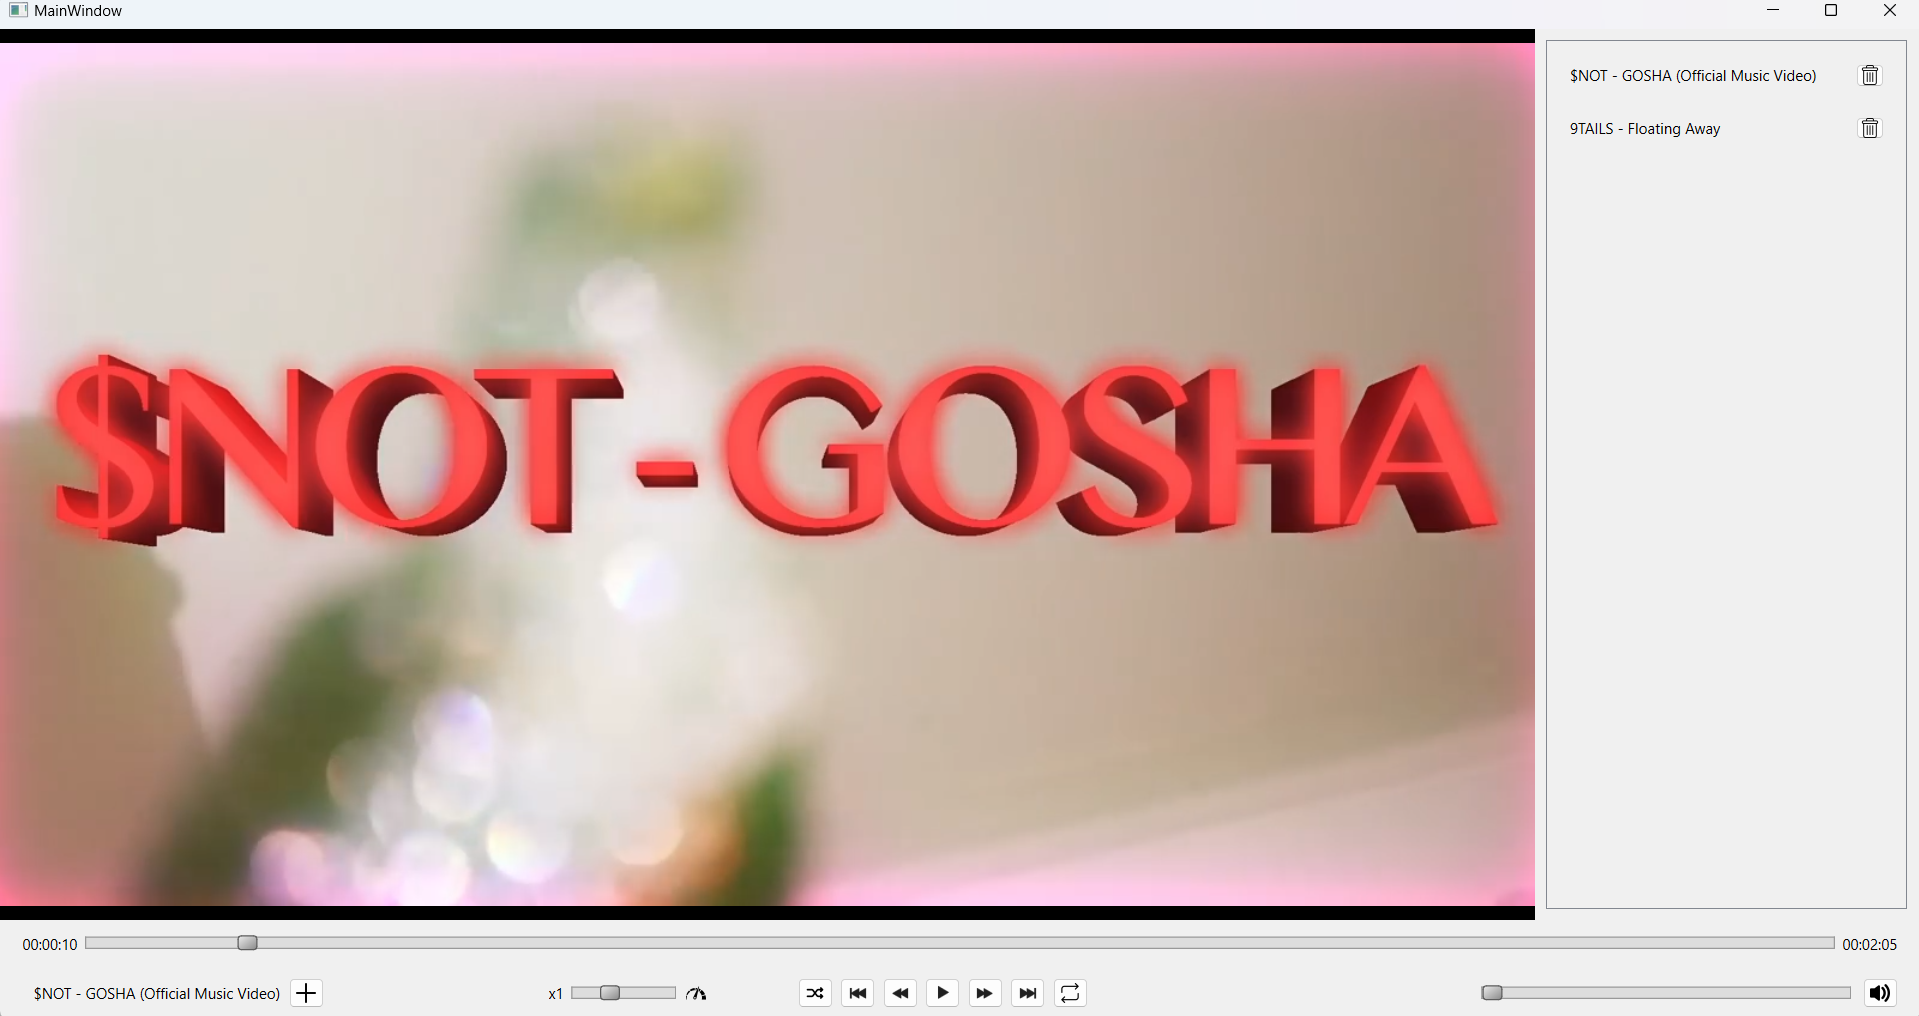 MainWindow
$NOT - GOSHA
$NOT - GOSHA (Official Music Video)
9TAILS - Floating Away
00:00:10
00:02:05
$NOT - GOSHA (Official Music Video)
x1